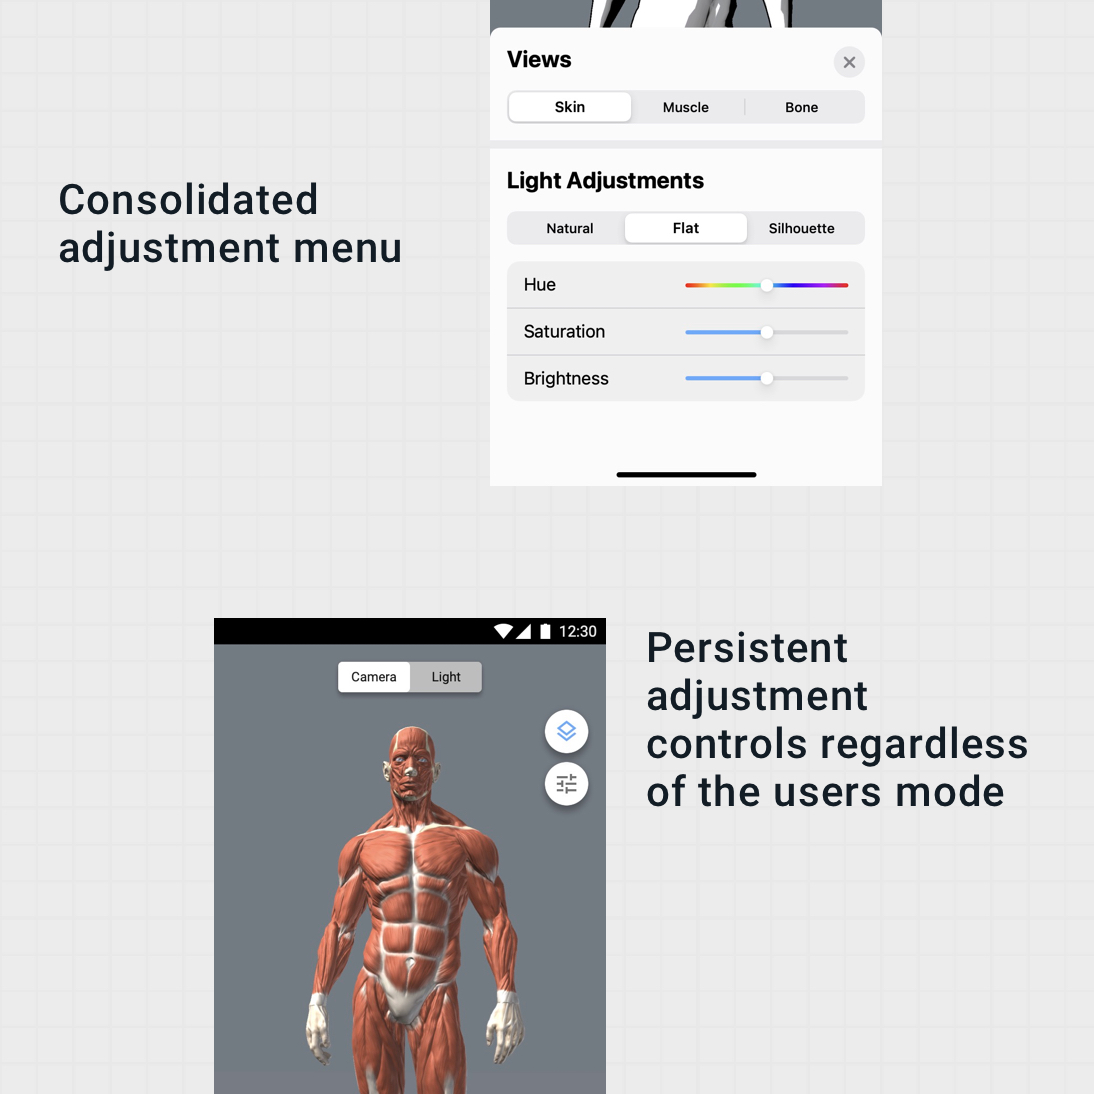 Views
Skin Muscle Bone
Consolidated
adjustment menu
Light Adjustments
Natural Flat Silhouette
Hue
Saturation
Brightness
12:30
Camera Light
Persistent
adjustment
controls regardless
of the users mode